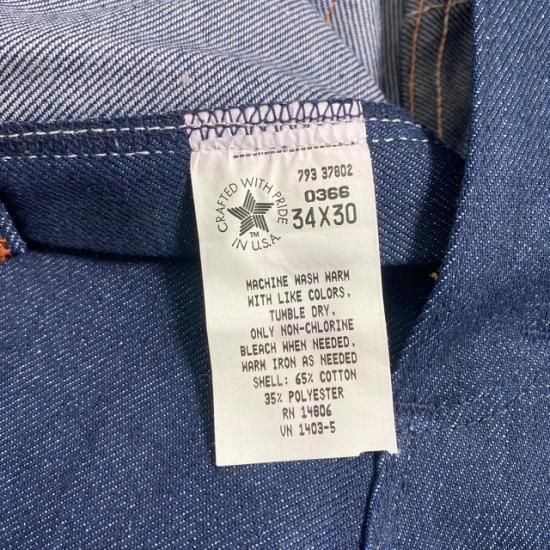 793 37802
0366
34X30
CRAFTED WITH PRIDE
IN U.S.A.
TM
MACHINE WASH WARM
WITH LIKE COLORS,
TUMBLE DRY,
ONLY NON-CHLORINE
BLEACH WHEN NEEDED,
WARM IRON AS NEEDED
SHELL: 65% COTTON
35% POLYESTER
RN 14806
VN 1403-5